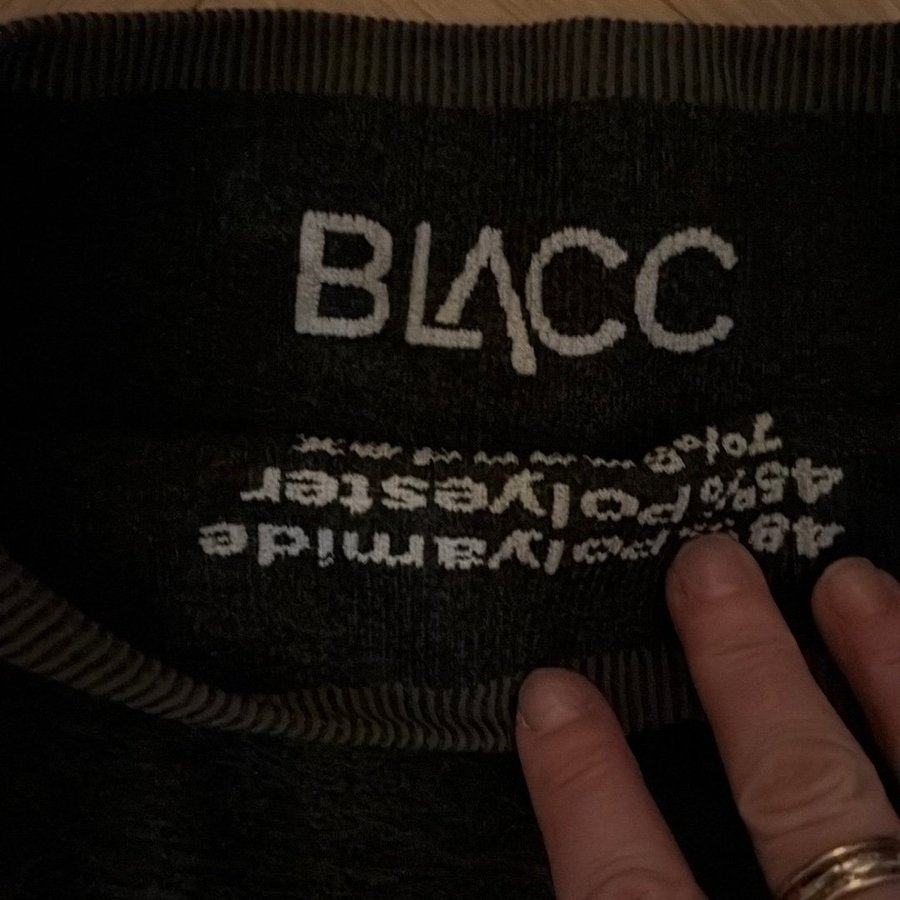 BLACC
48% Polyamide
45%Polyester
7%